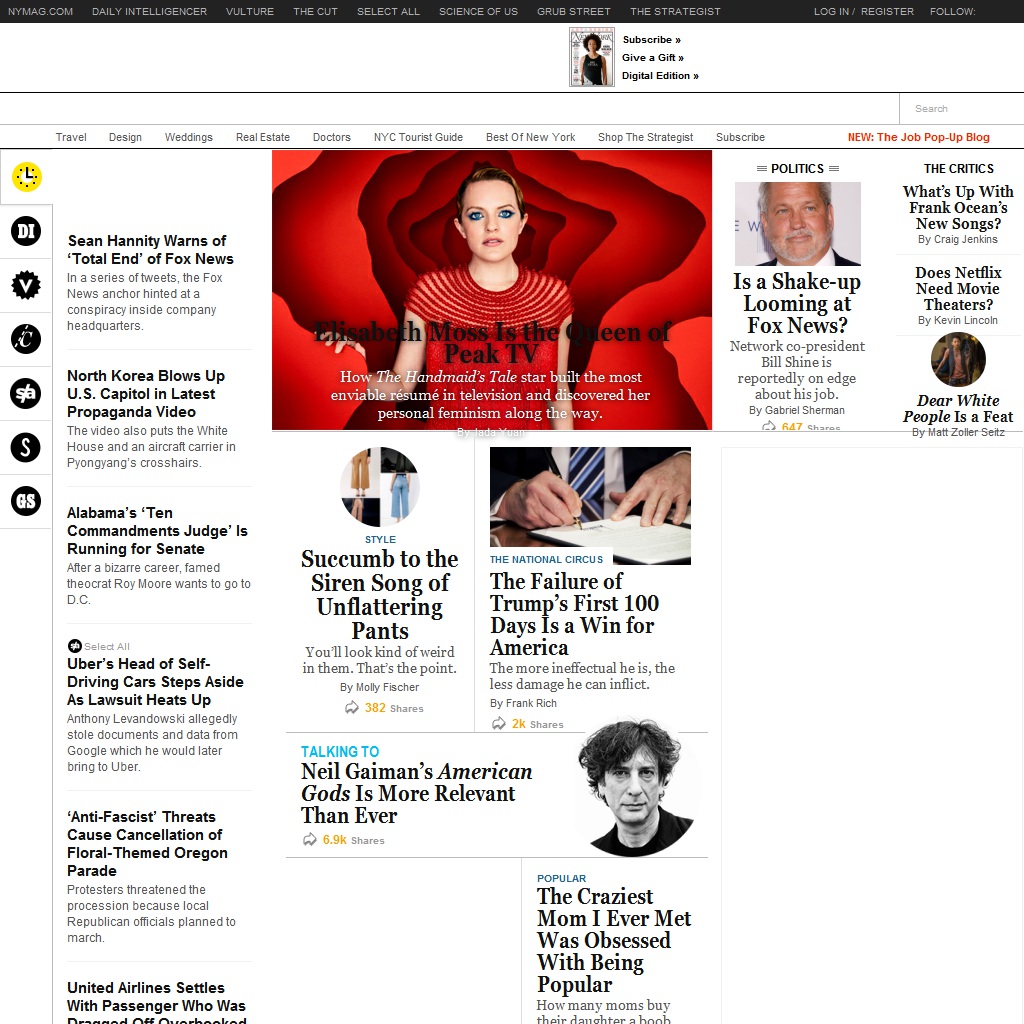 NYMAG.COM DAILY INTELLIGENCER VULTURE THE CUT SELECT ALL SCIENCE OF US GRUB STREET THE STRATEGIST LOG IN / REGISTER FOLLOW:
Subscribe »
Give a Gift »
Digital Edition »
Search
Travel Design Weddings Real Estate Doctors NYC Tourist Guide Best Of New York Shop The Strategist Subscribe NEW: The Job Pop-Up Blog
DI
V
S
GS
Sean Hannity Warns of
‘Total End’ of Fox News
In a series of tweets, the Fox
News anchor hinted at a
conspiracy inside company
headquarters.
North Korea Blows Up
U.S. Capitol in Latest
Propaganda Video
The video also puts the White
House and an aircraft carrier in
Pyongyang’s crosshairs.
Alabama’s ‘Ten
Commandments Judge’ Is
Running for Senate
After a bizarre career, famed
theocrat Roy Moore wants to go to
D.C.
Select All
Uber’s Head of Self-
Driving Cars Steps Aside
As Lawsuit Heats Up
Anthony Levandowski allegedly
stole documents and data from
Google which he would later
bring to Uber.
‘Anti-Fascist’ Threats
Cause Cancellation of
Floral-Themed Oregon
Parade
Protesters threatened the
procession because local
Republican officials planned to
march.
United Airlines Settles
With Passenger Who Was
Dragged Off Overbooked
Elisabeth Moss Is the Queen of
Peak TV
How The Handmaid’s Tale star built the most
enviable résumé in television and discovered her
personal feminism along the way.
By Jada Yuan
POLITICS
Is a Shake-up
Looming at
Fox News?
Network co-president
Bill Shine is
reportedly on edge
about his job.
By Gabriel Sherman
647 Shares
THE CRITICS
What’s Up With
Frank Ocean’s
New Songs?
By Craig Jenkins
Does Netflix
Need Movie
Theaters?
By Kevin Lincoln
Dear White
People Is a Feat
By Matt Zoller Seitz
STYLE
Succumb to the
Siren Song of
Unflattering
Pants
You’ll look kind of weird
in them. That’s the point.
By Molly Fischer
382 Shares
THE NATIONAL CIRCUS
The Failure of
Trump’s First 100
Days Is a Win for
America
The more ineffectual he is, the
less damage he can inflict.
By Frank Rich
2k Shares
TALKING TO
Neil Gaiman’s American
Gods Is More Relevant
Than Ever
6.9k Shares
POPULAR
The Craziest
Mom I Ever Met
Was Obsessed
With Being
Popular
How many moms buy
their daughter a boob